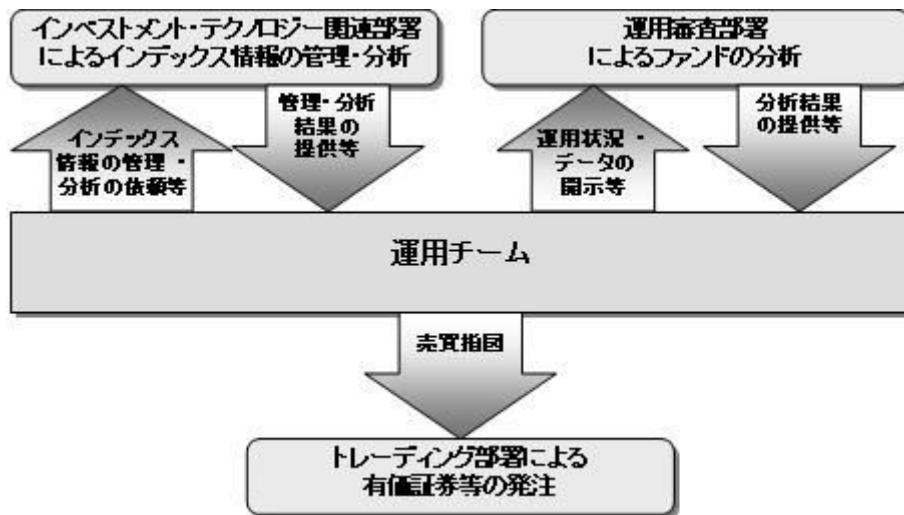 インベストメント・テクノロジー関連部署
によるインデックス情報の管理・分析
運用審査部署
によるファンドの分析
インデックス
情報の管理・
分析の依頼等
管理・分析
結果の
提供等
運用状況・
データの
開示等
分析結果
の提供等
運用チーム
売買指図
トレーディング部署による
有価証券等の発注